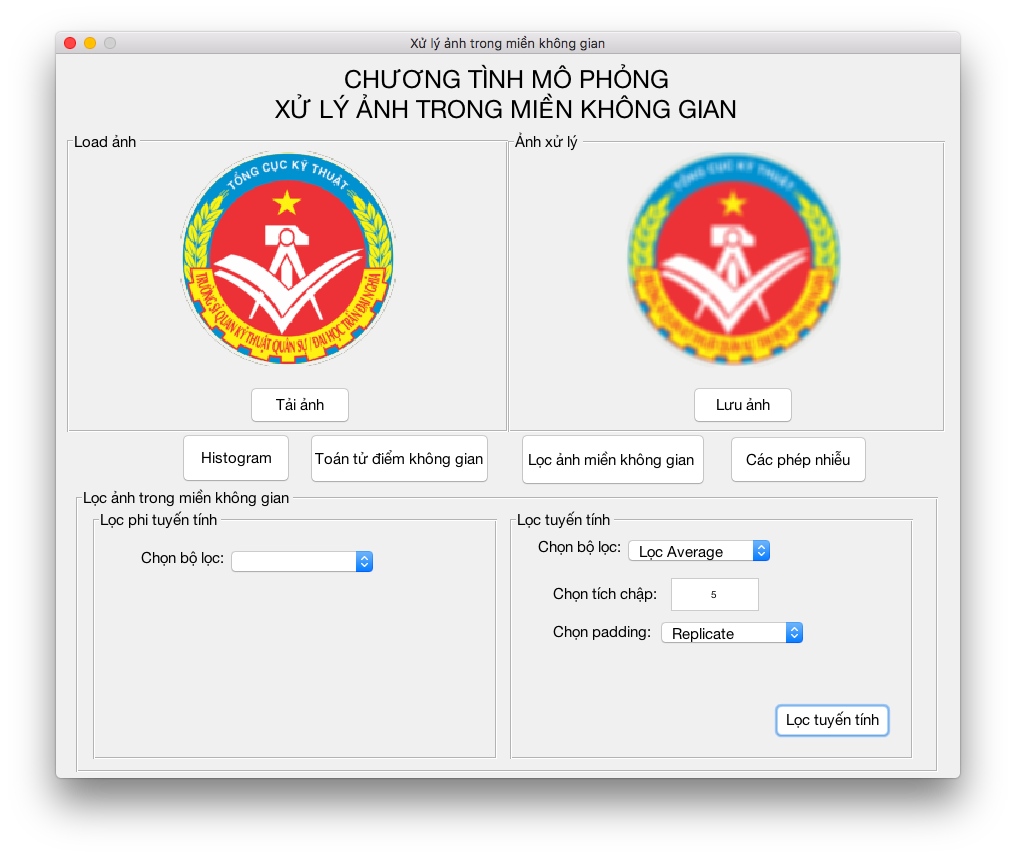 Xử lý ảnh trong miền không gian
CHƯƠNG TÌNH MÔ PHỎNG
XỬ LÝ ẢNH TRONG MIỀN KHÔNG GIAN
Load ảnh
TỔNG CỤC KỸ THUẬT
TRƯỜNG SĨ QUAN KỸ THUẬT QUÂN SỰ / ĐẠI HỌC TRẦN ĐẠI NGHĨA
Tải ảnh
Ảnh xử lý
TỔNG CỤC KỸ THUẬT
Lưu ảnh
Histogram
Toán tử điểm không gian
Lọc ảnh miền không gian
Các phép nhiễu
Lọc ảnh trong miền không gian
Lọc phi tuyến tính
Chọn bộ lọc:
Lọc tuyến tính
Chọn bộ lọc: Lọc Average
Chọn tích chập: 5
Chọn padding: Replicate
Lọc tuyến tính